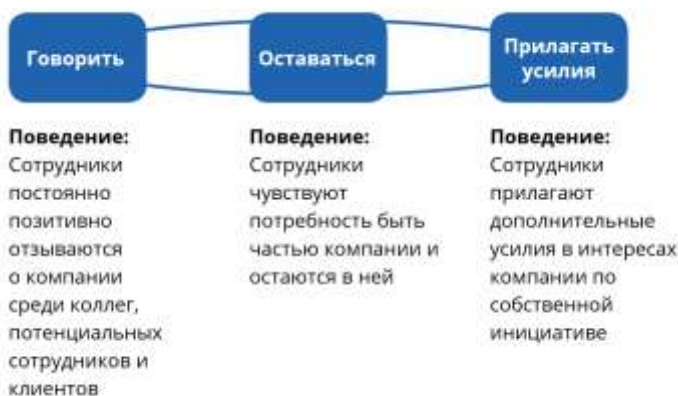 Говорить
Оставаться
Прилагать
усилия
Поведение:
Сотрудники
постоянно
позитивно
отзываются
о компании
среди коллег,
потенциальных
сотрудников и
клиентов
Поведение:
Сотрудники
чувствуют
потребность быть
частью компании и
остаются в ней
Поведение:
Сотрудники
прилагают
дополнительные
усилия в интересах
компании по
собственной
инициативе